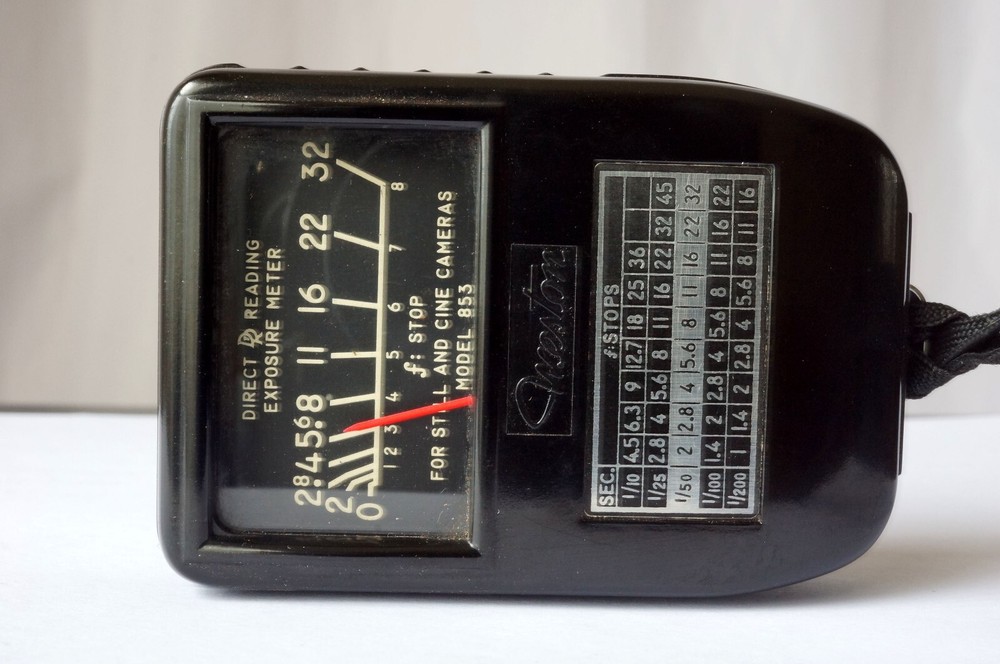 DIRECT DR READING
EXPOSURE METER
0 2 2.8 4 5.6 8 11 16 22 32
1 2 3 4 5 6 7 8
f: STOP
FOR STILL AND CINE CAMERAS
MODEL 853
Weston
SEC. f:STOPS
1/10 4.5 6.3 9 12.7 18 25 36
1/25 2.8 4 5.6 8 11 16 22 32 45
1/50 2 2.8 4 5.6 8 11 16 22 32
1/100 1.4 2 2.8 4 5.6 8 11 16 22
1/200 1 1.4 2 2.8 4 5.6 8 11 16